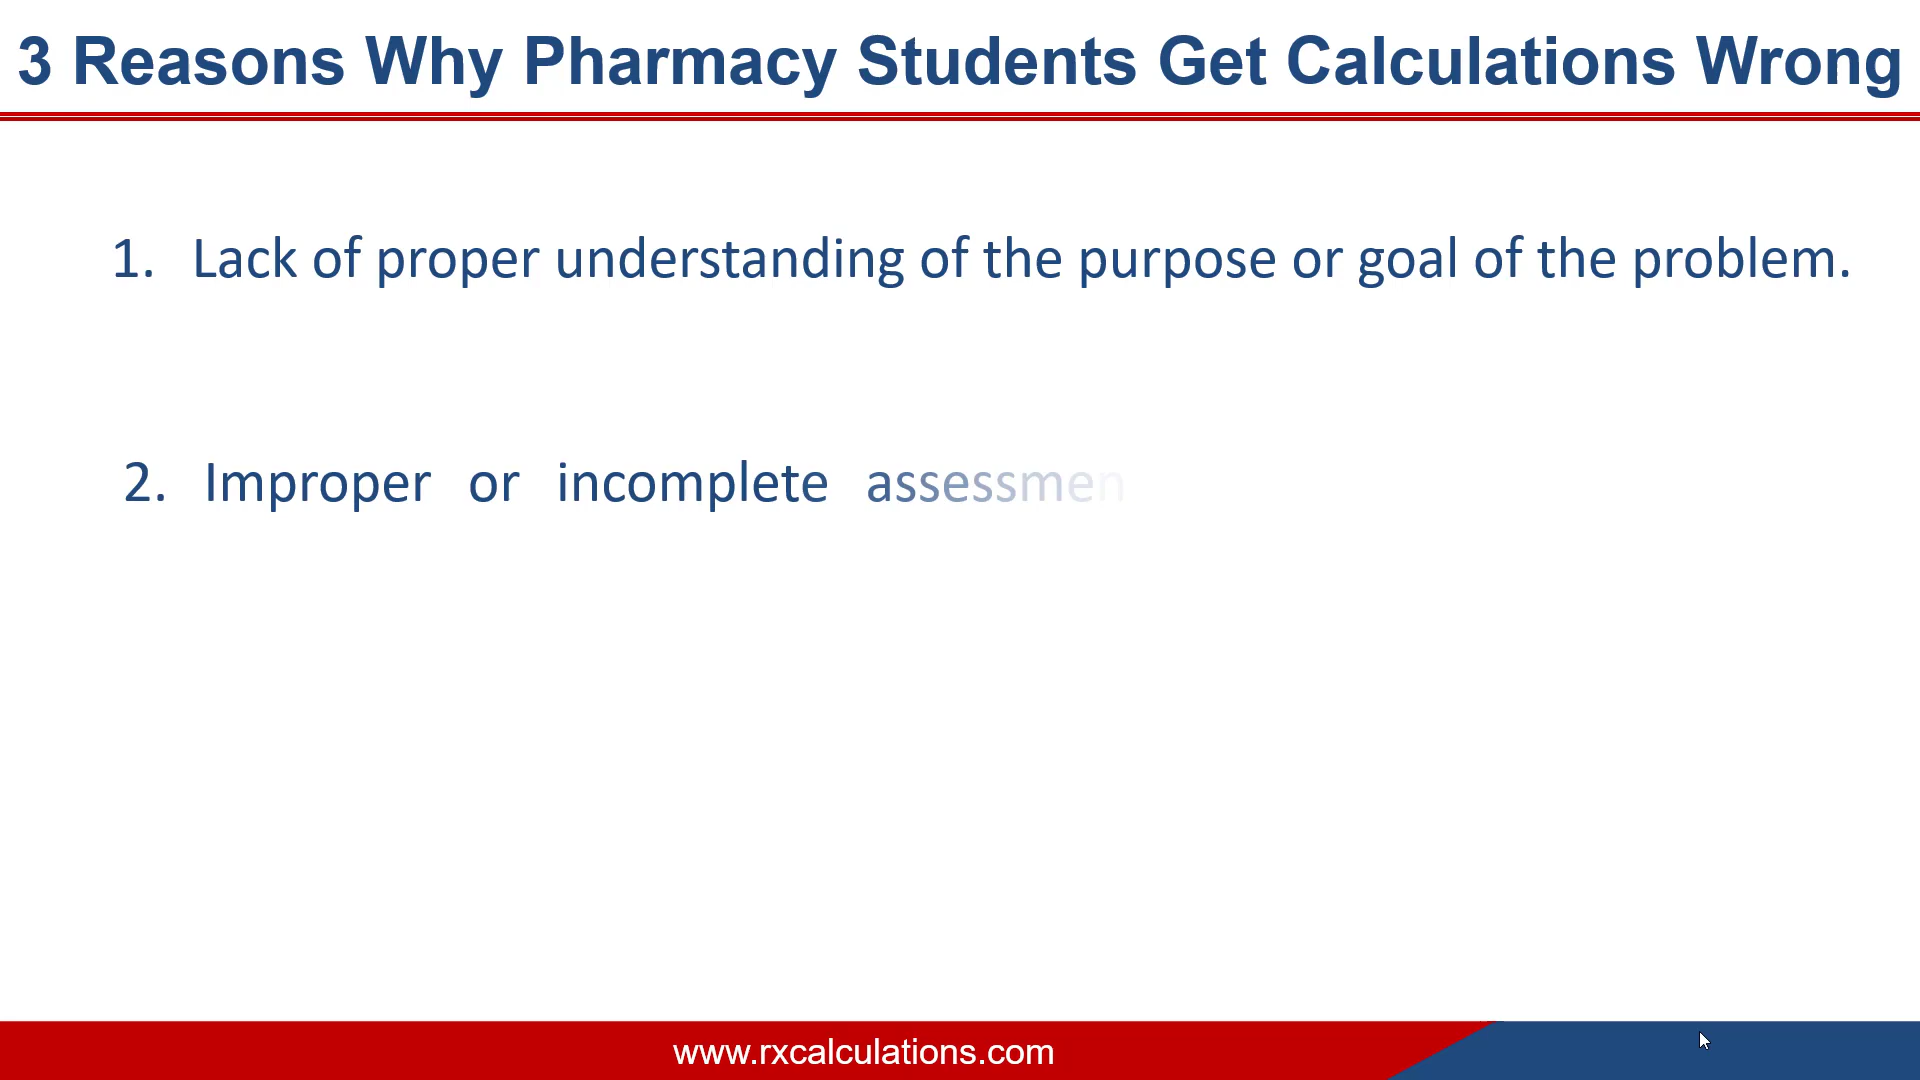 3 Reasons Why Pharmacy Students Get Calculations Wrong
1. Lack of proper understanding of the purpose or goal of the problem.
2. Improper or incomplete assessmen
www.rxcalculations.com